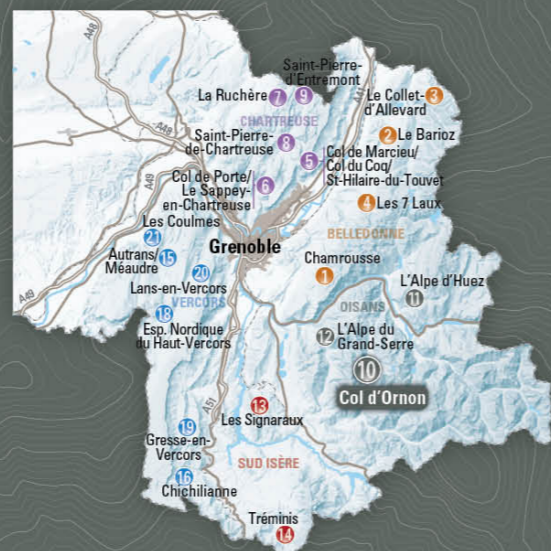 A48
Saint-Pierre-
d'Entremont
A41
La Ruchère 7
9
Le Collet-
d'Allevard
3
CHARTREUSE
A48
2 Le Barioz
Saint-Pierre-
de-Chartreuse
8
5
Col de Marcieu/
Col du Coq/
St-Hilaire-du-Touvet
A49
Col de Porte/
Le Sappey-
en-Chartreuse
6
4 Les 7 Laux
Les Coulmes
21
BELLEDONNE
Grenoble
Autrans/
Méaudre
15
Chamrousse
1
20
Lans-en-Vercors
L'Alpe d'Huez
11
A49
VERCORS
OISANS
18
Esp. Nordique
du Haut-Vercors
12
L'Alpe du
Grand-Serre
10
Col d'Ornon
A51
13
Les Signaraux
19
Gresse-en-
Vercors
SUD ISÈRE
16
Chichilianne
Tréminis
14